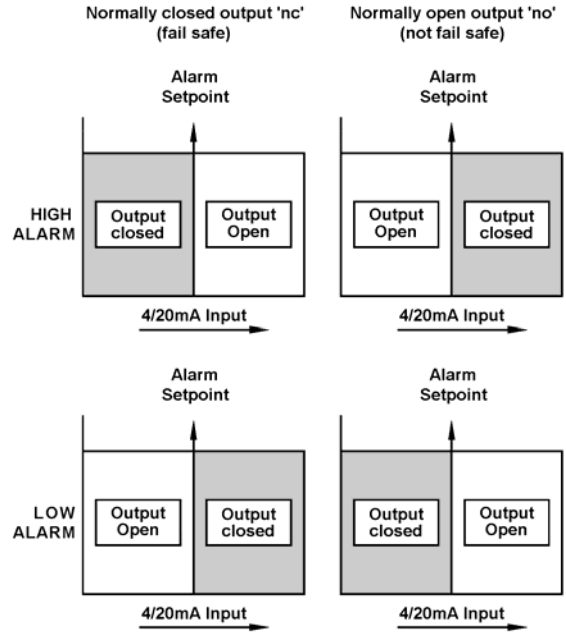 Normally closed output 'nc'
(fail safe)
Normally open output 'no'
(not fail safe)
Alarm
Setpoint
Alarm
Setpoint
HIGH
ALARM
Output
closed
Output
Open
Output
Open
Output
closed
4/20mA Input
4/20mA Input
Alarm
Setpoint
Alarm
Setpoint
LOW
ALARM
Output
Open
Output
closed
Output
closed
Output
Open
4/20mA Input
4/20mA Input